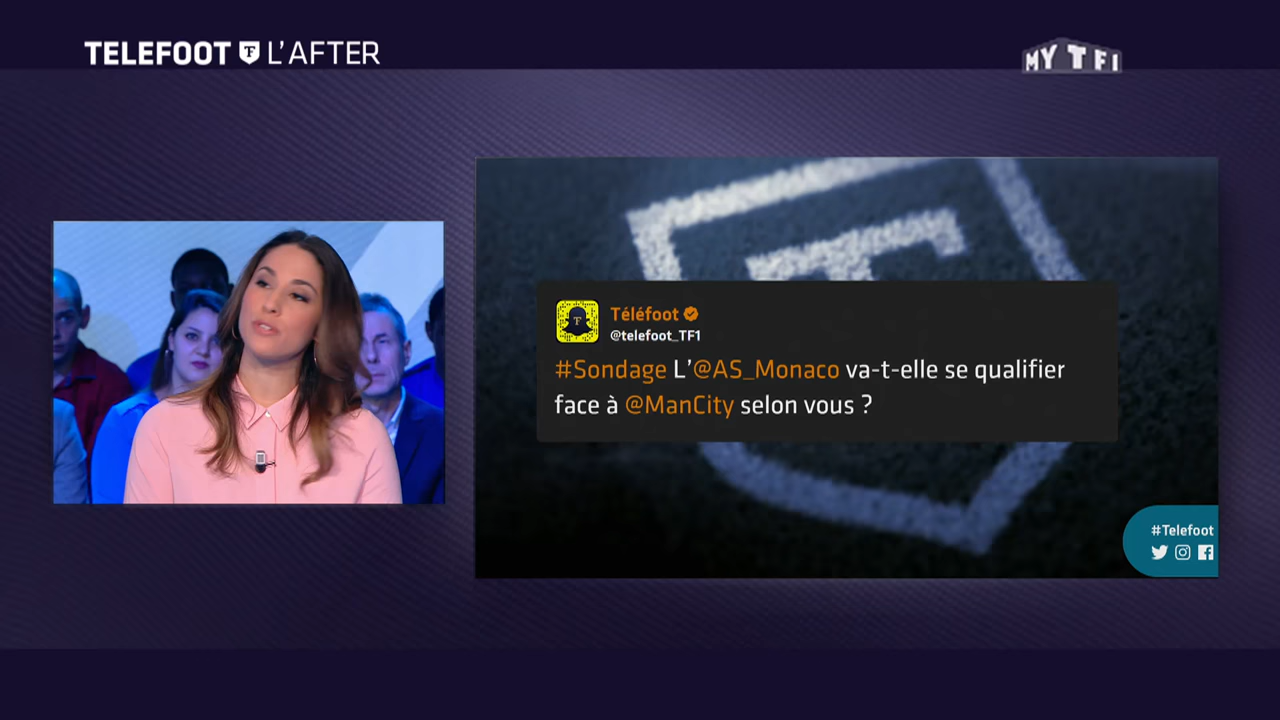 TELEFOOT T L'AFTER
MY TF1
T
T
Téléfoot
@telefoot_TF1
#Sondage L'@AS_Monaco va-t-elle se qualifier
face à @ManCity selon vous ?
#Telefoot